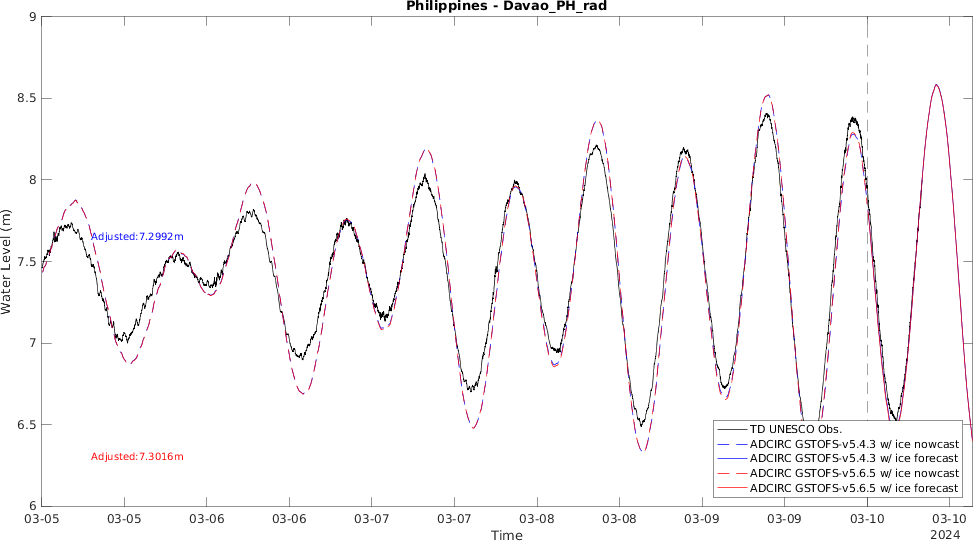 Philippines - Davao_PH_rad
Water Level (m)
9
8.5
8
7.5
7
6.5
6
Adjusted:7.2992m
Adjusted:7.3016m
TD UNESCO Obs.
ADCIRC GSTOFS-v5.4.3 w/ ice nowcast
ADCIRC GSTOFS-v5.4.3 w/ ice forecast
ADCIRC GSTOFS-v5.6.5 w/ ice nowcast
ADCIRC GSTOFS-v5.6.5 w/ ice forecast
03-05 03-05 03-06 03-06 03-07 03-07 03-08 03-08 03-09 03-09 03-10 03-10
2024
Time